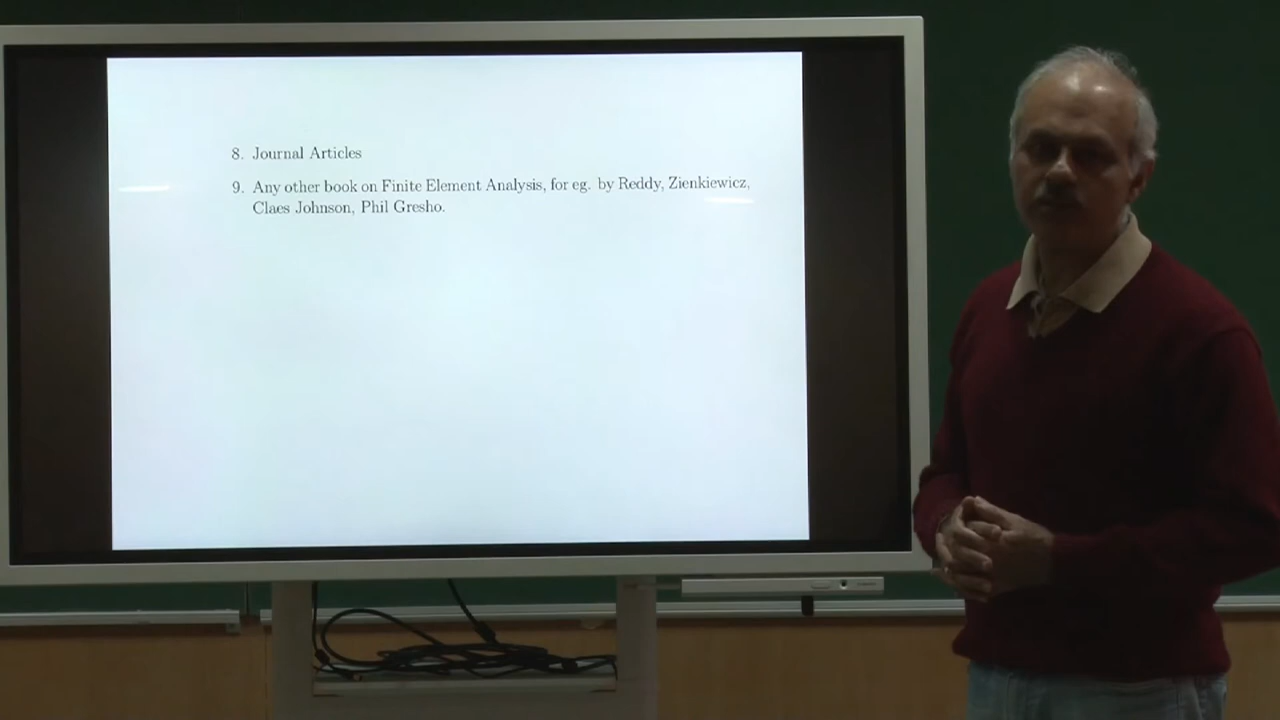 8. Journal Articles
9. Any other book on Finite Element Analysis, for eg. by Reddy, Zienkiewicz,
Claes Johnson, Phil Gresho.